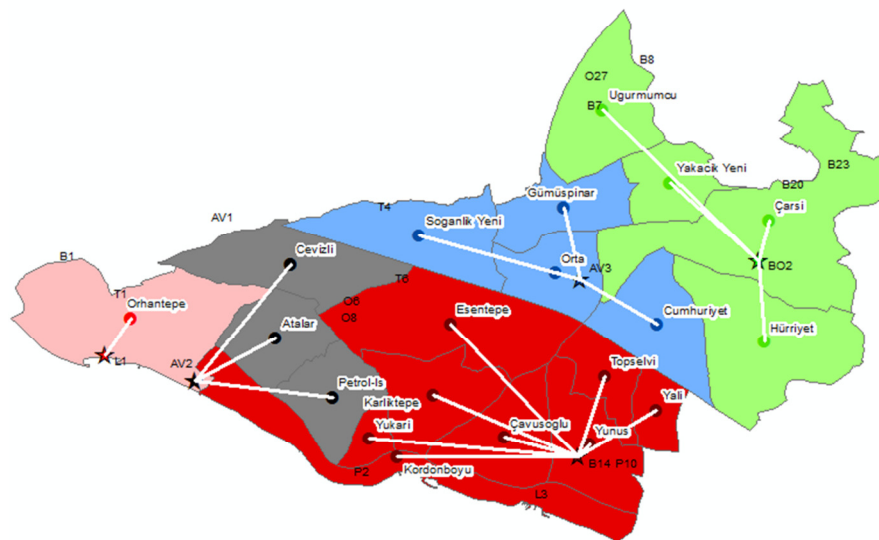 B8
O27
Ugurmumcu
B7
Yakacik Yeni
B23
B20
Gümüspinar
Çarsi
T4
AV1
Soganlik Yeni
Cevizli
B1
Orta
AV3
BO2
T6
T1
Orhantepe
O6
O8
Esentepe
Cumhuriyet
Atalar
Hürriyet
L1
AV2
Topselvi
Petrol-Is
Karliktepe
Yali
Yukari
Çavusoglu
Yunus
P2
Kordonboyu
B14 P10
L3